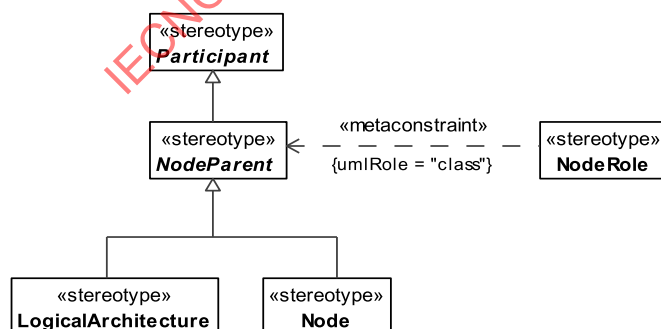 «stereotype»
Participant
«stereotype»
NodeParent
«metaconstraint»
{umlRole = "class"}
«stereotype»
NodeRole
«stereotype»
LogicalArchitecture
«stereotype»
Node